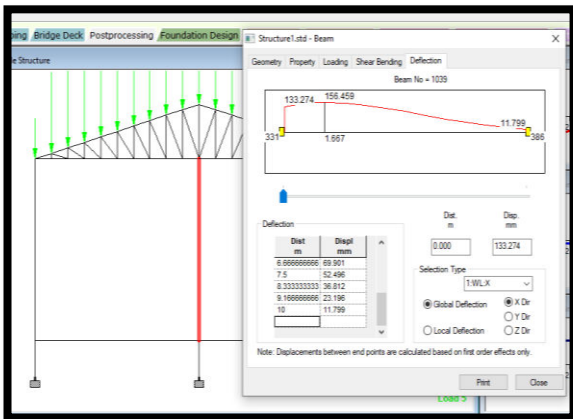 ping Bridge Deck Postprocessing Foundation Design
e Structure
Structure1.std - Beam
Geometry Property Loading Shear Bending Deflection
Beam No = 1039
133.274 156.459
11.799
331 1.667 386
Deflection
Dist m Displ mm
6.666666666 69.901
7.5 52.496
8.333333333 36.812
9.166666666 23.196
10 11.799
Dist. m Disp. mm
0.000 133.274
Selection Type
1:WL:X
Global Deflection X Dir
Y Dir
Local Deflection Z Dir
Note: Displacements between end points are calculated based on first order effects only.
Print Close
Load 5